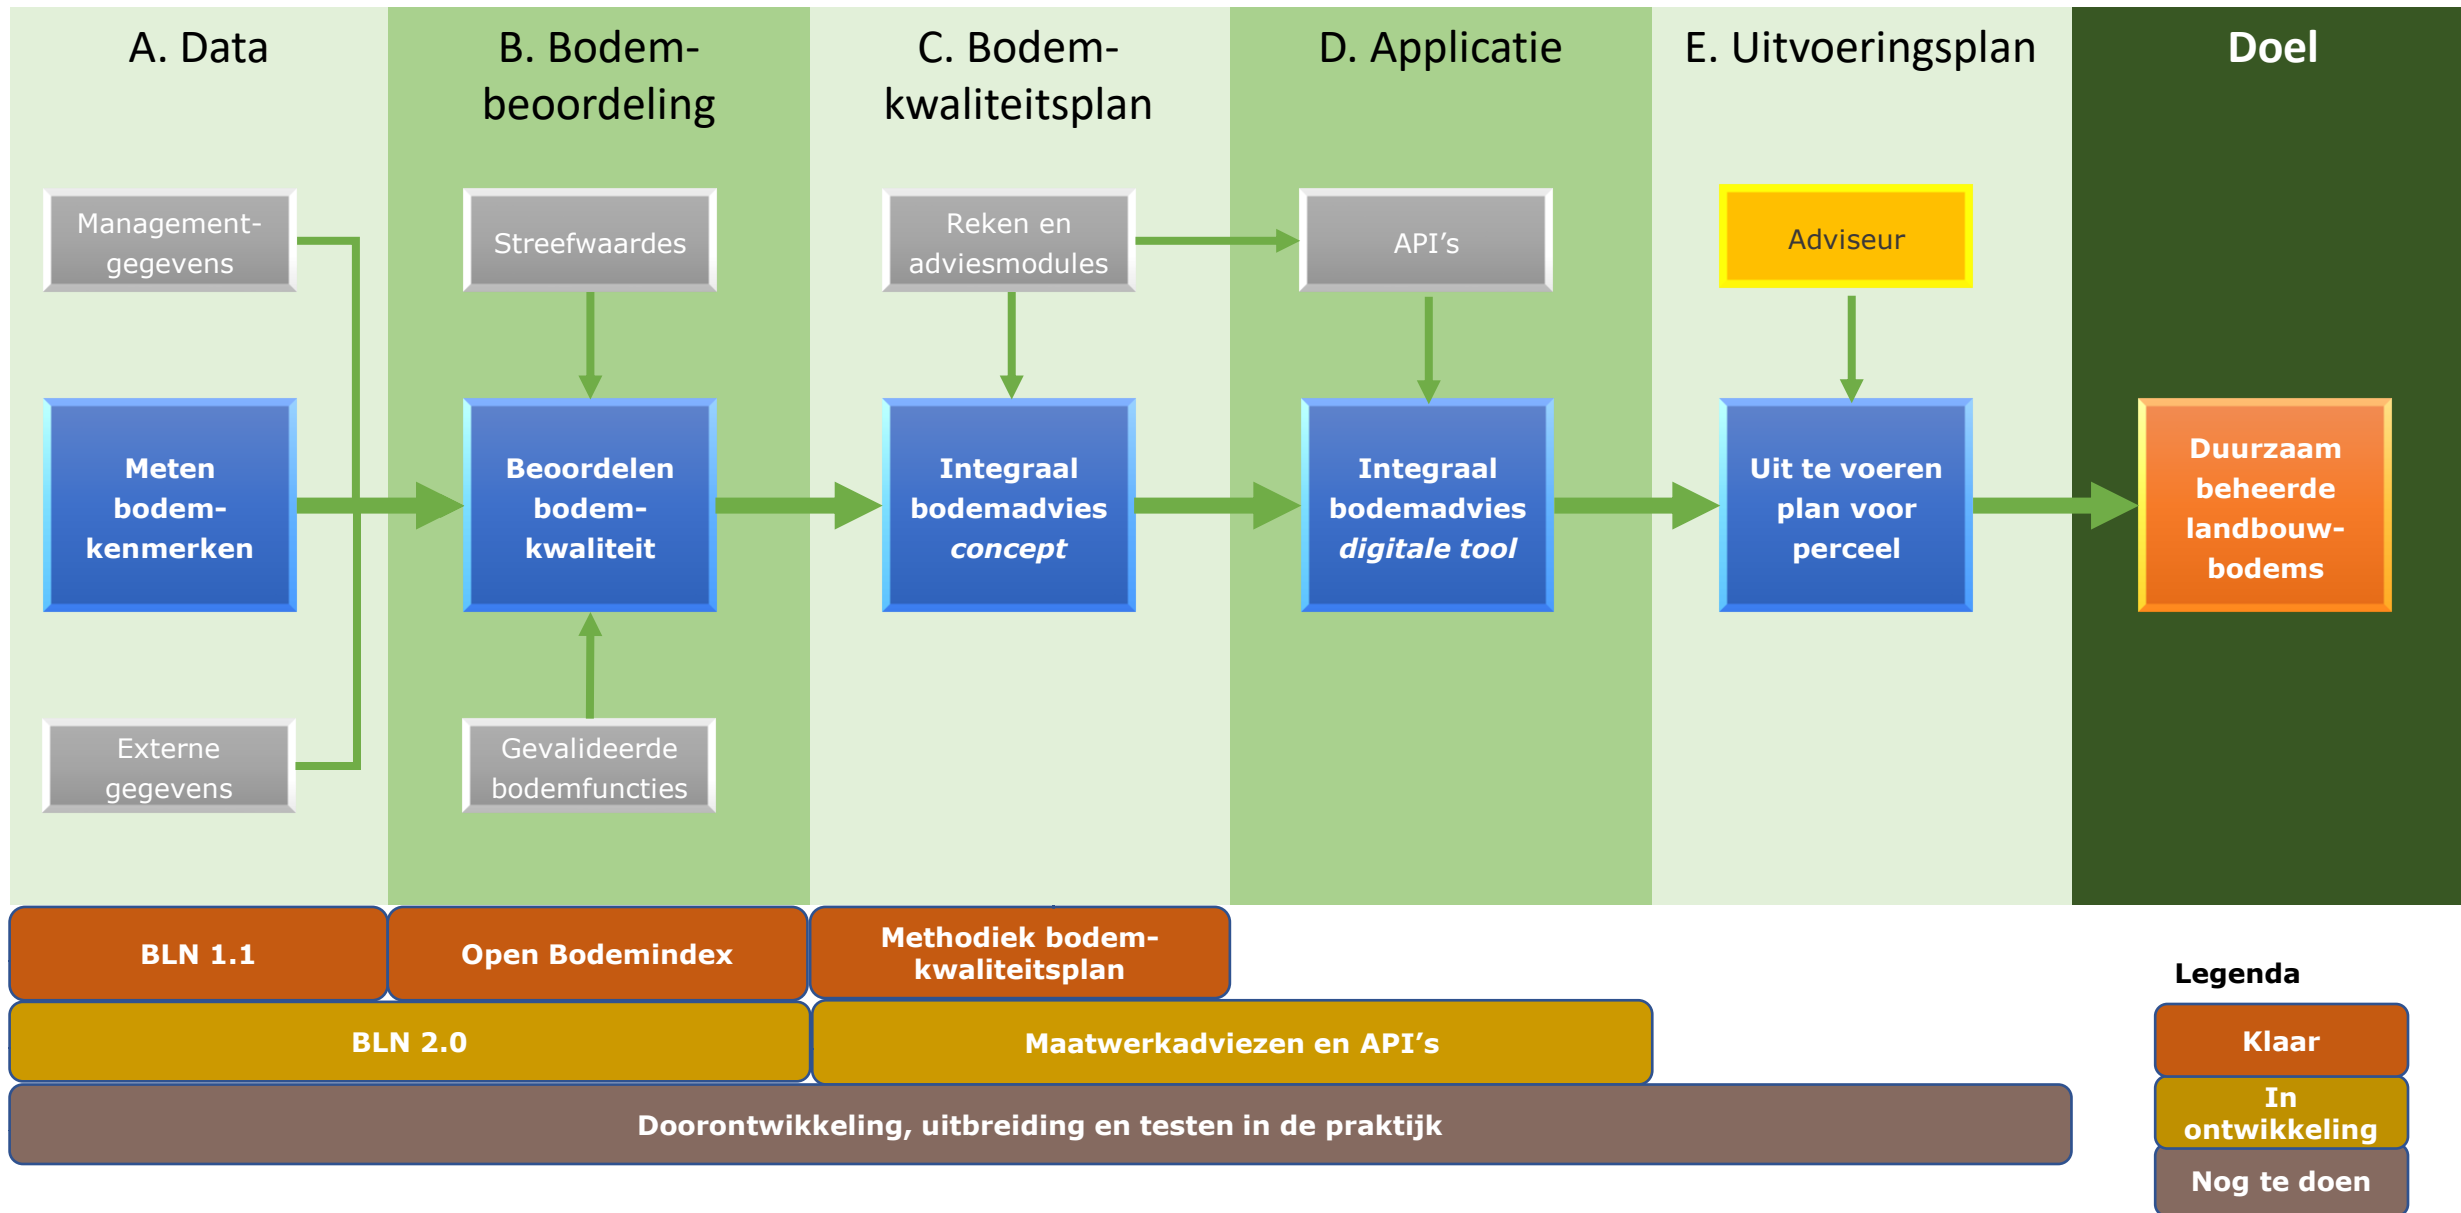 A. Data
B. Bodem-
beoordeling
C. Bodem-
kwaliteitsplan
D. Applicatie
E. Uitvoeringsplan
Doel
Management-
gegevens
Streefwaardes
Reken en
adviesmodules
API's
Adviseur
Meten
bodem-
kenmerken
Beoordelen
bodem-
kwaliteit
Integraal
bodemadvies
concept
Integraal
bodemadvies
digitale tool
Uit te voeren
plan voor
perceel
Duurzaam
beheerde
landbouw-
bodems
Externe
gegevens
Gevalideerde
bodemfuncties
BLN 1.1
Open Bodemindex
Methodiek bodem-
kwaliteitsplan
BLN 2.0
Maatwerkadviezen en API's
Doorontwikkeling, uitbreiding en testen in de praktijk
Legenda
Klaar
In
ontwikkeling
Nog te doen